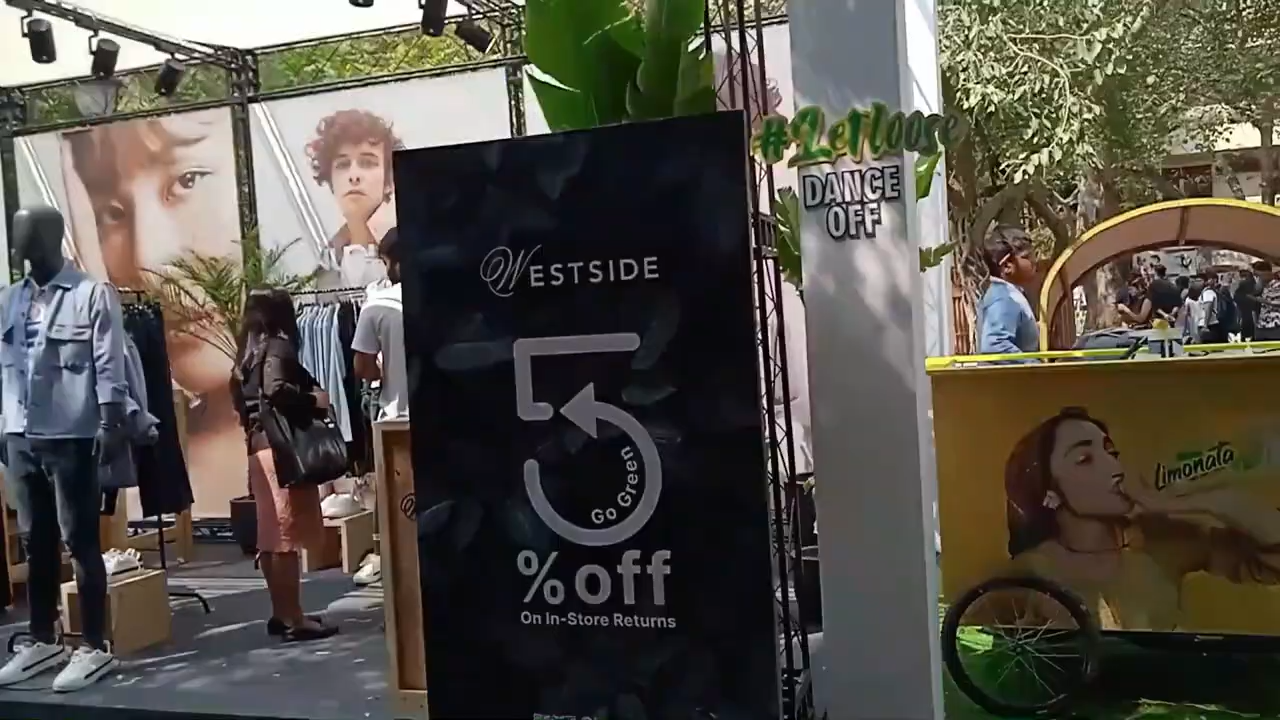 WESTSIDE
5
Go Green
%off
On In-Store Returns
#Letloose
DANCE
OFF
Limonata